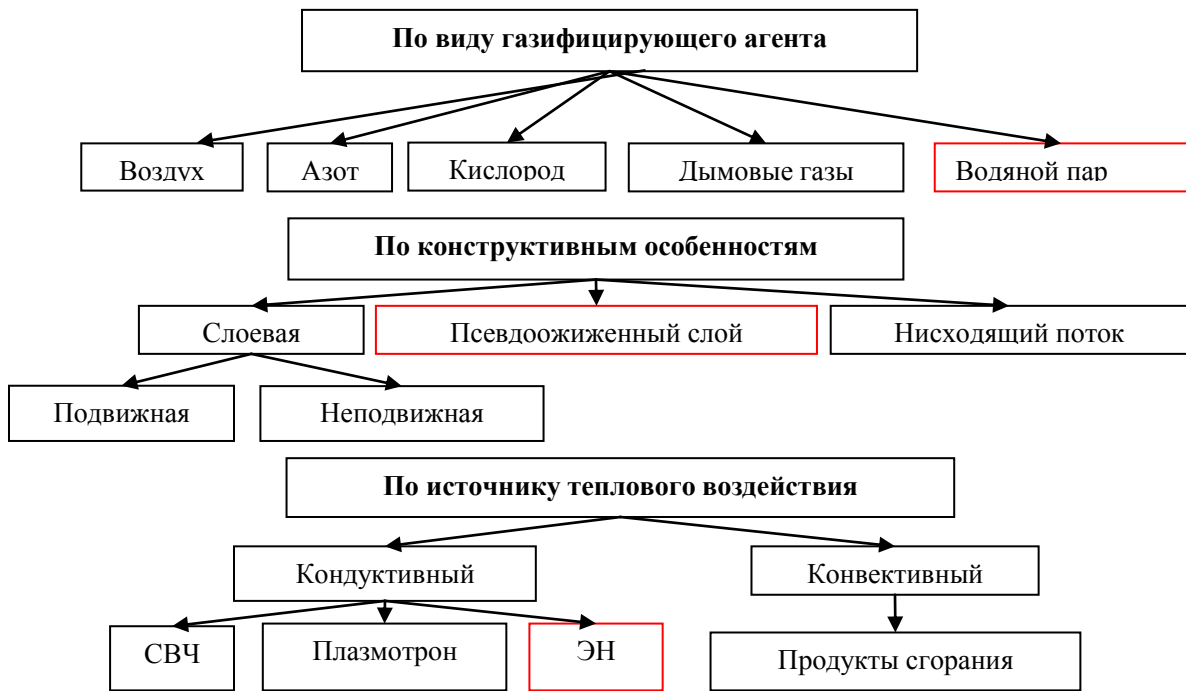 По виду газифицирующего агента
Воздух Азот Кислород Дымовые газы Водяной пар
По конструктивным особенностям
Слоевая Псевдоожиженный слой Нисходящий поток
Подвижная Неподвижная
По источнику теплового воздействия
Кондуктивный Конвективный
СВЧ Плазмотрон ЭН Продукты сгорания